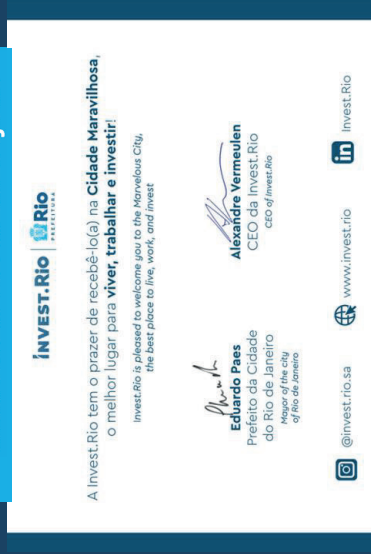 INVEST.RIO
Rio
PREFEITURA
A Invest.Rio tem o prazer de recebê-lo(a) na Cidade Maravilhosa,
o melhor lugar para viver, trabalhar e investir!
Invest.Rio is pleased to welcome you to the Marvelous City,
the best place to live, work, and invest
Eduardo Paes
Prefeito da Cidade
do Rio de Janeiro
Mayor of the city
of Rio de Janeiro
Alexandre Vermeulen
CEO da Invest.Rio
CEO of Invest.Rio
@invest.rio.sa
www.invest.rio
in Invest.Rio